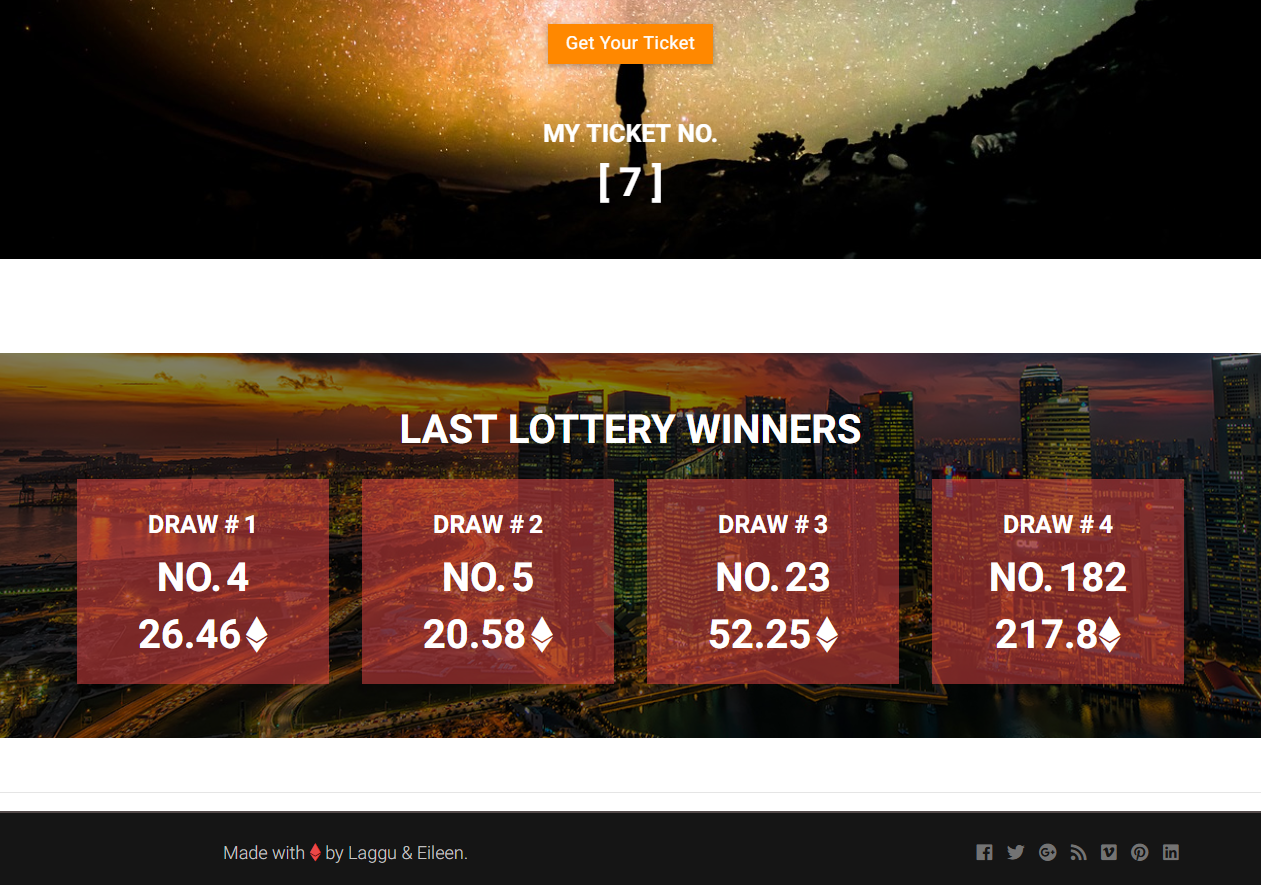 Get Your Ticket
MY TICKET NO.
[ 7 ]
LAST LOTTERY WINNERS
DRAW # 1
NO. 4
26.46
DRAW # 2
NO. 5
20.58
DRAW # 3
NO. 23
52.25
DRAW # 4
NO. 182
217.8
Made with by Laggu & Eileen.